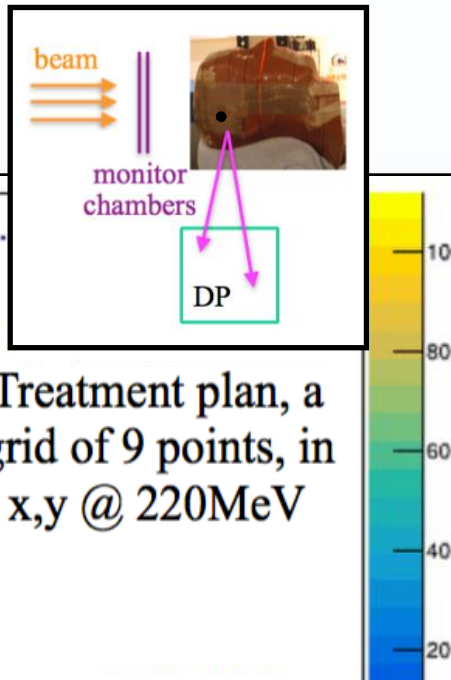 beam
monitor
chambers
DP
Treatment plan, a
grid of 9 points, in
x,y @ 220MeV
10
80
60
40
20